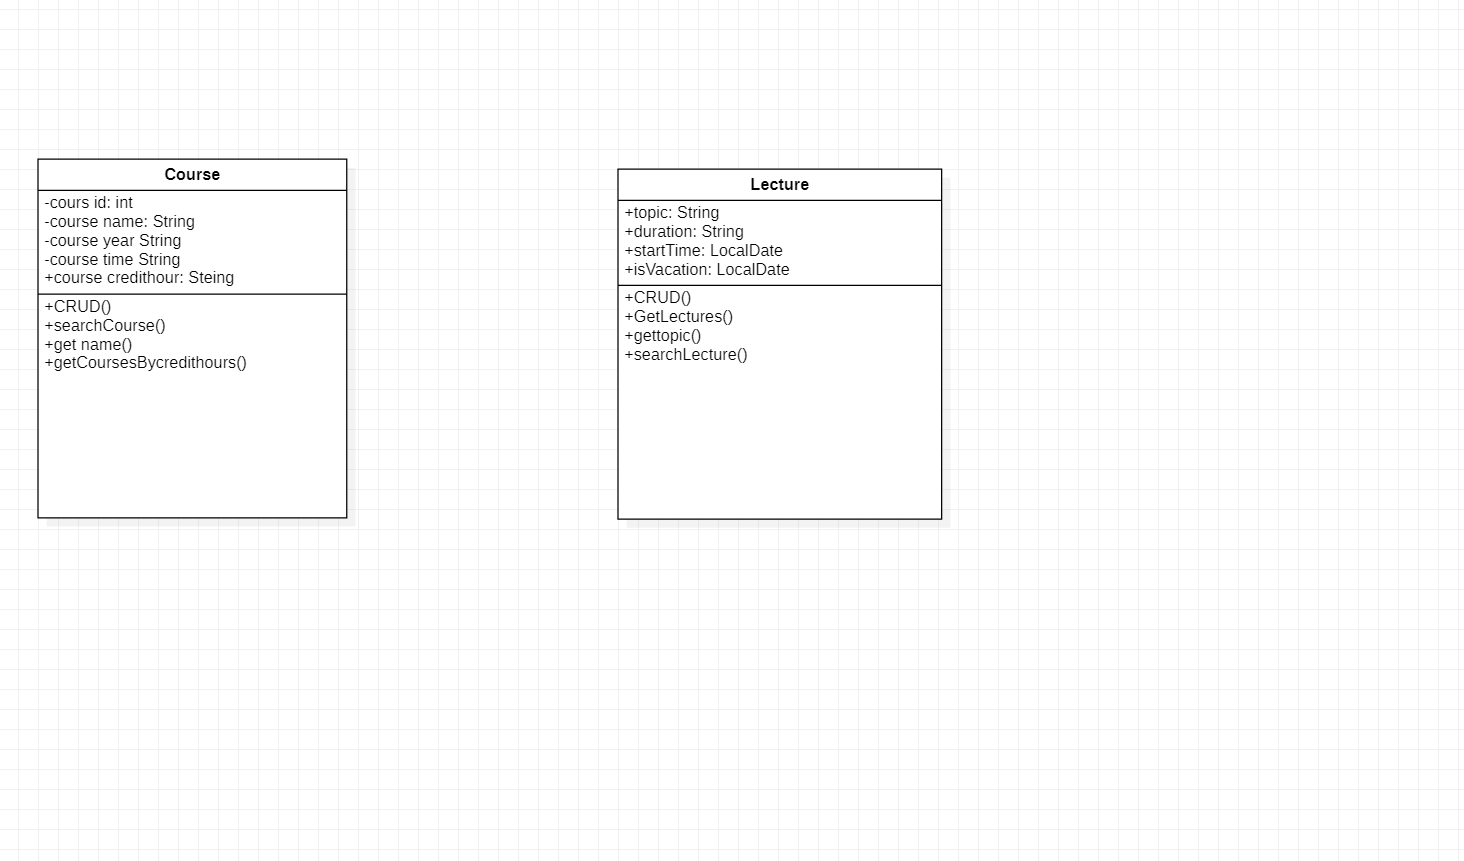 Course
-cours id: int
-course name: String
-course year String
-course time String
+course credithour: Steing
+CRUD()
+searchCourse()
+get name()
+getCoursesBycredithours()
Lecture
+topic: String
+duration: String
+startTime: LocalDate
+isVacation: LocalDate
+CRUD()
+GetLectures()
+gettopic()
+searchLecture()